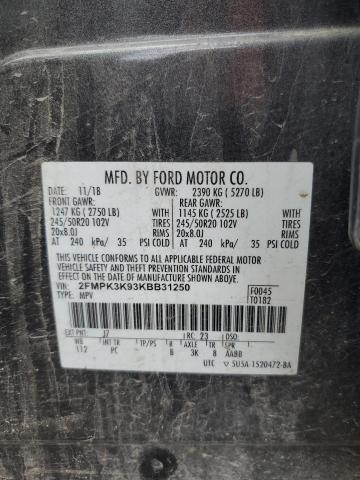 MFD. BY FORD MOTOR CO.
DATE: 11/18 GVWR: 2390 KG ( 5270 LB)
FRONT GAWR: REAR GAWR:
1247 KG ( 2750 LB) WITH 1145 KG ( 2525 LB) WITH
245/50R20 102V TIRES 245/50R20 102V TIRES
20x8.0J RIMS 20x8.0J RIMS
AT 240 kPa/ 35 PSI COLD AT 240 kPa/ 35 PSI COLD
THIS VEHICLE CONFORMS TO ALL APPLICABLE FEDERAL MOTOR
VEHICLE SAFETY AND BUMPER STANDARDS IN EFFECT ON THE DATE OF
MANUFACTURE SHOWN ABOVE.
VIN: 2FMPK3K93KBB31250 F0045
TYPE: MPV T0182
EXT PNT: J7 RC: 23 DSO:
WB INT TR TP/PS R AXLE TR SPR
112 PC B 3K 8 AABB
UTC 5U5A-1520472-BA